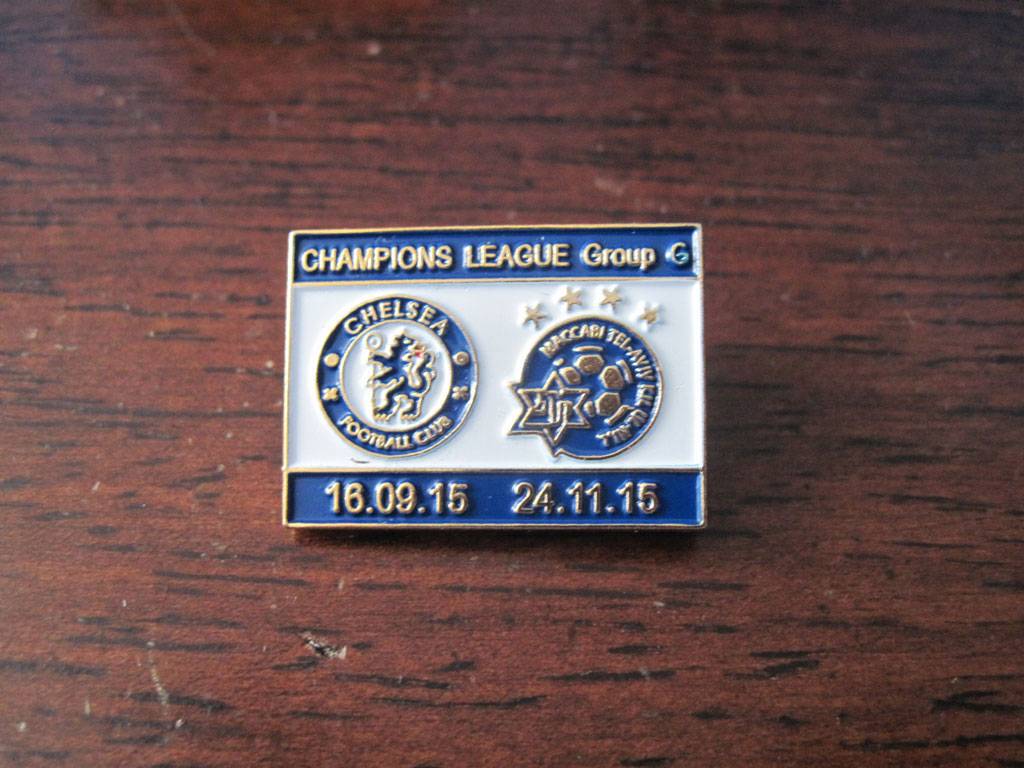 CHAMPIONS LEAGUE Group G
CHELSEA
FOOTBALL CLUB
MACCABI TEL-AVIV
16.09.15 24.11.15